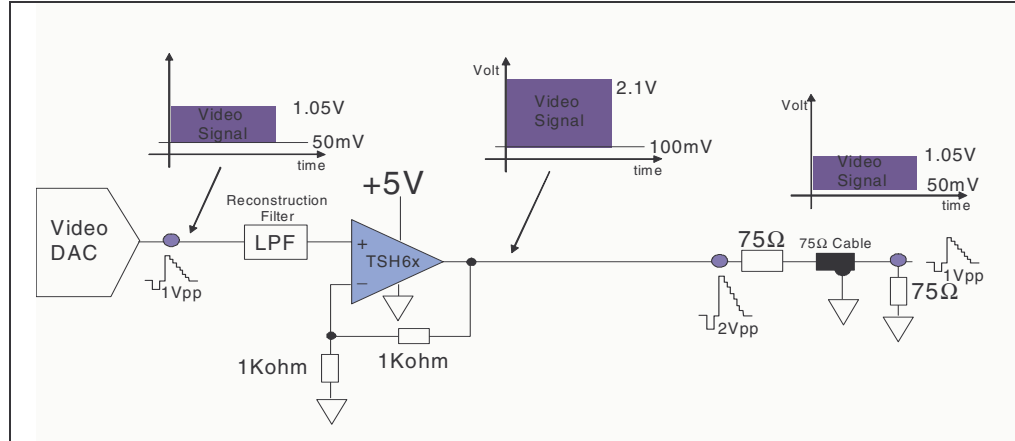 Volt
2.1V
Video
Signal
100mV
time
1.05V
Video
Signal
50mV
time
Volt
1.05V
Video
Signal
50mV
time
+5V
Reconstruction
Filter
LPF
Video
DAC
+
TSH6x
−
1Vpp
75Ω
75Ω Cable
1Vpp
75Ω
2Vpp
1Kohm
1Kohm